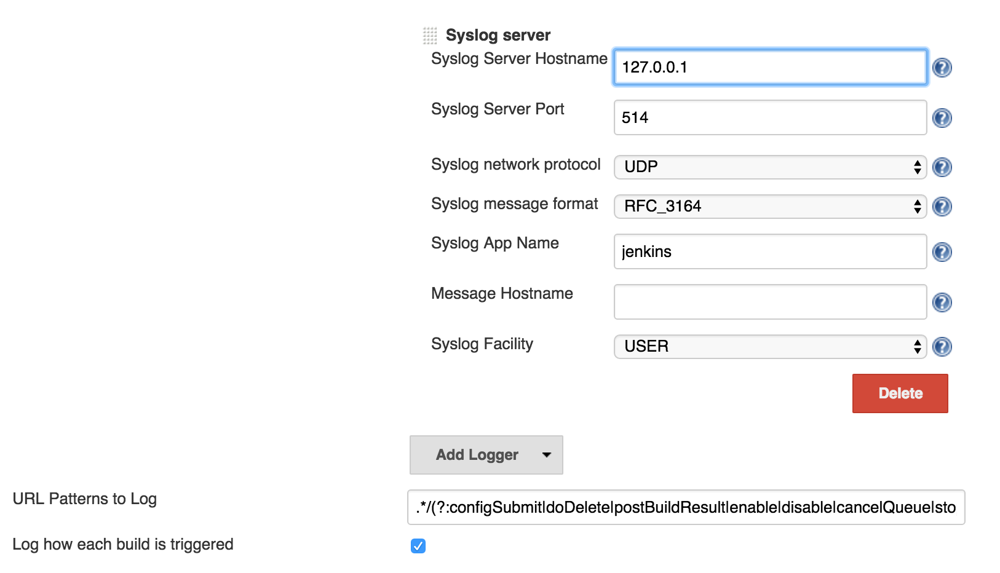 Syslog server
Syslog Server Hostname 127.0.0.1 ?
Syslog Server Port 514 ?
Syslog network protocol UDP ?
Syslog message format RFC_3164 ?
Syslog App Name jenkins ?
Message Hostname ?
Syslog Facility USER ?
Delete
Add Logger
URL Patterns to Log .*/(?:configSubmit|doDelete|postBuildResult|enable|disable|cancelQueue|sto
Log how each build is triggered